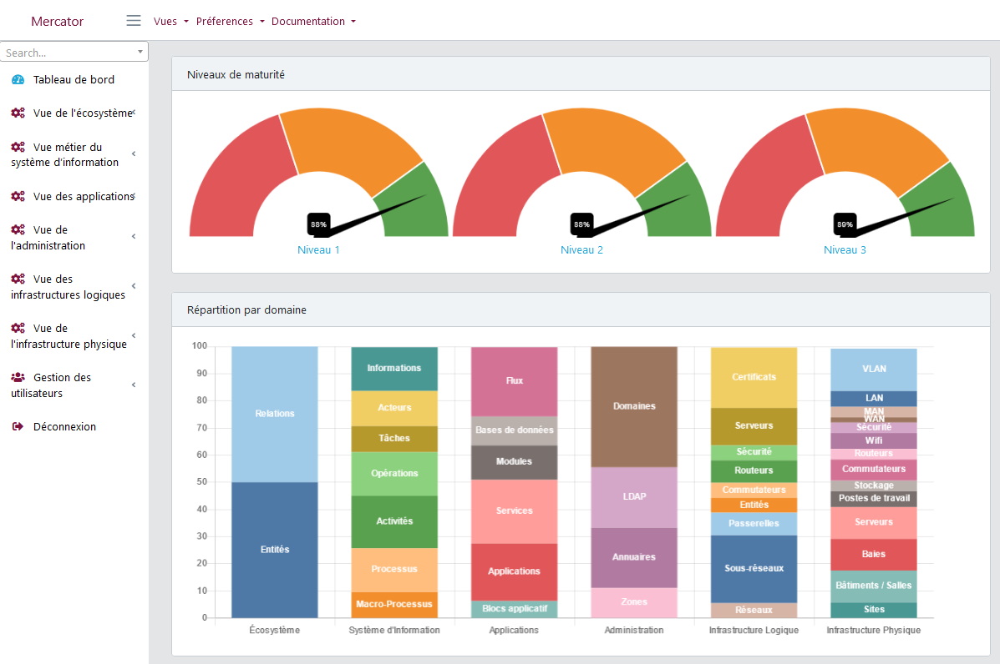 Mercator
Vues
Préferences
Documentation
Search...
Tableau de bord
Vue de l'écosystème
Vue métier du
système d'information
Vue des applications
Vue de
l'administration
Vue des
infrastructures logiques
Vue de
l'infrastructure physique
Gestion des
utilisateurs
Déconnexion
Niveaux de maturité
88%
Niveau 1
88%
Niveau 2
89%
Niveau 3
Répartition par domaine
100
90
80
70
60
50
40
30
20
10
0
Relations
Entités
Écosystème
Informations
Acteurs
Tâches
Opérations
Activités
Processus
Macro-Processus
Système d'Information
Flux
Bases de données
Modules
Services
Applications
Blocs applicatif
Applications
Domaines
LDAP
Annuaires
Zones
Administration
Certificats
Serveurs
Sécurité
Routeurs
Commutateurs
Entités
Passerelles
Sous-réseaux
Réseaux
Infrastructure Logique
VLAN
LAN
MAN
WAN
Sécurité
Wifi
Routeurs
Commutateurs
Stockage
Postes de travail
Serveurs
Baies
Bâtiments / Salles
Sites
Infrastructure Physique